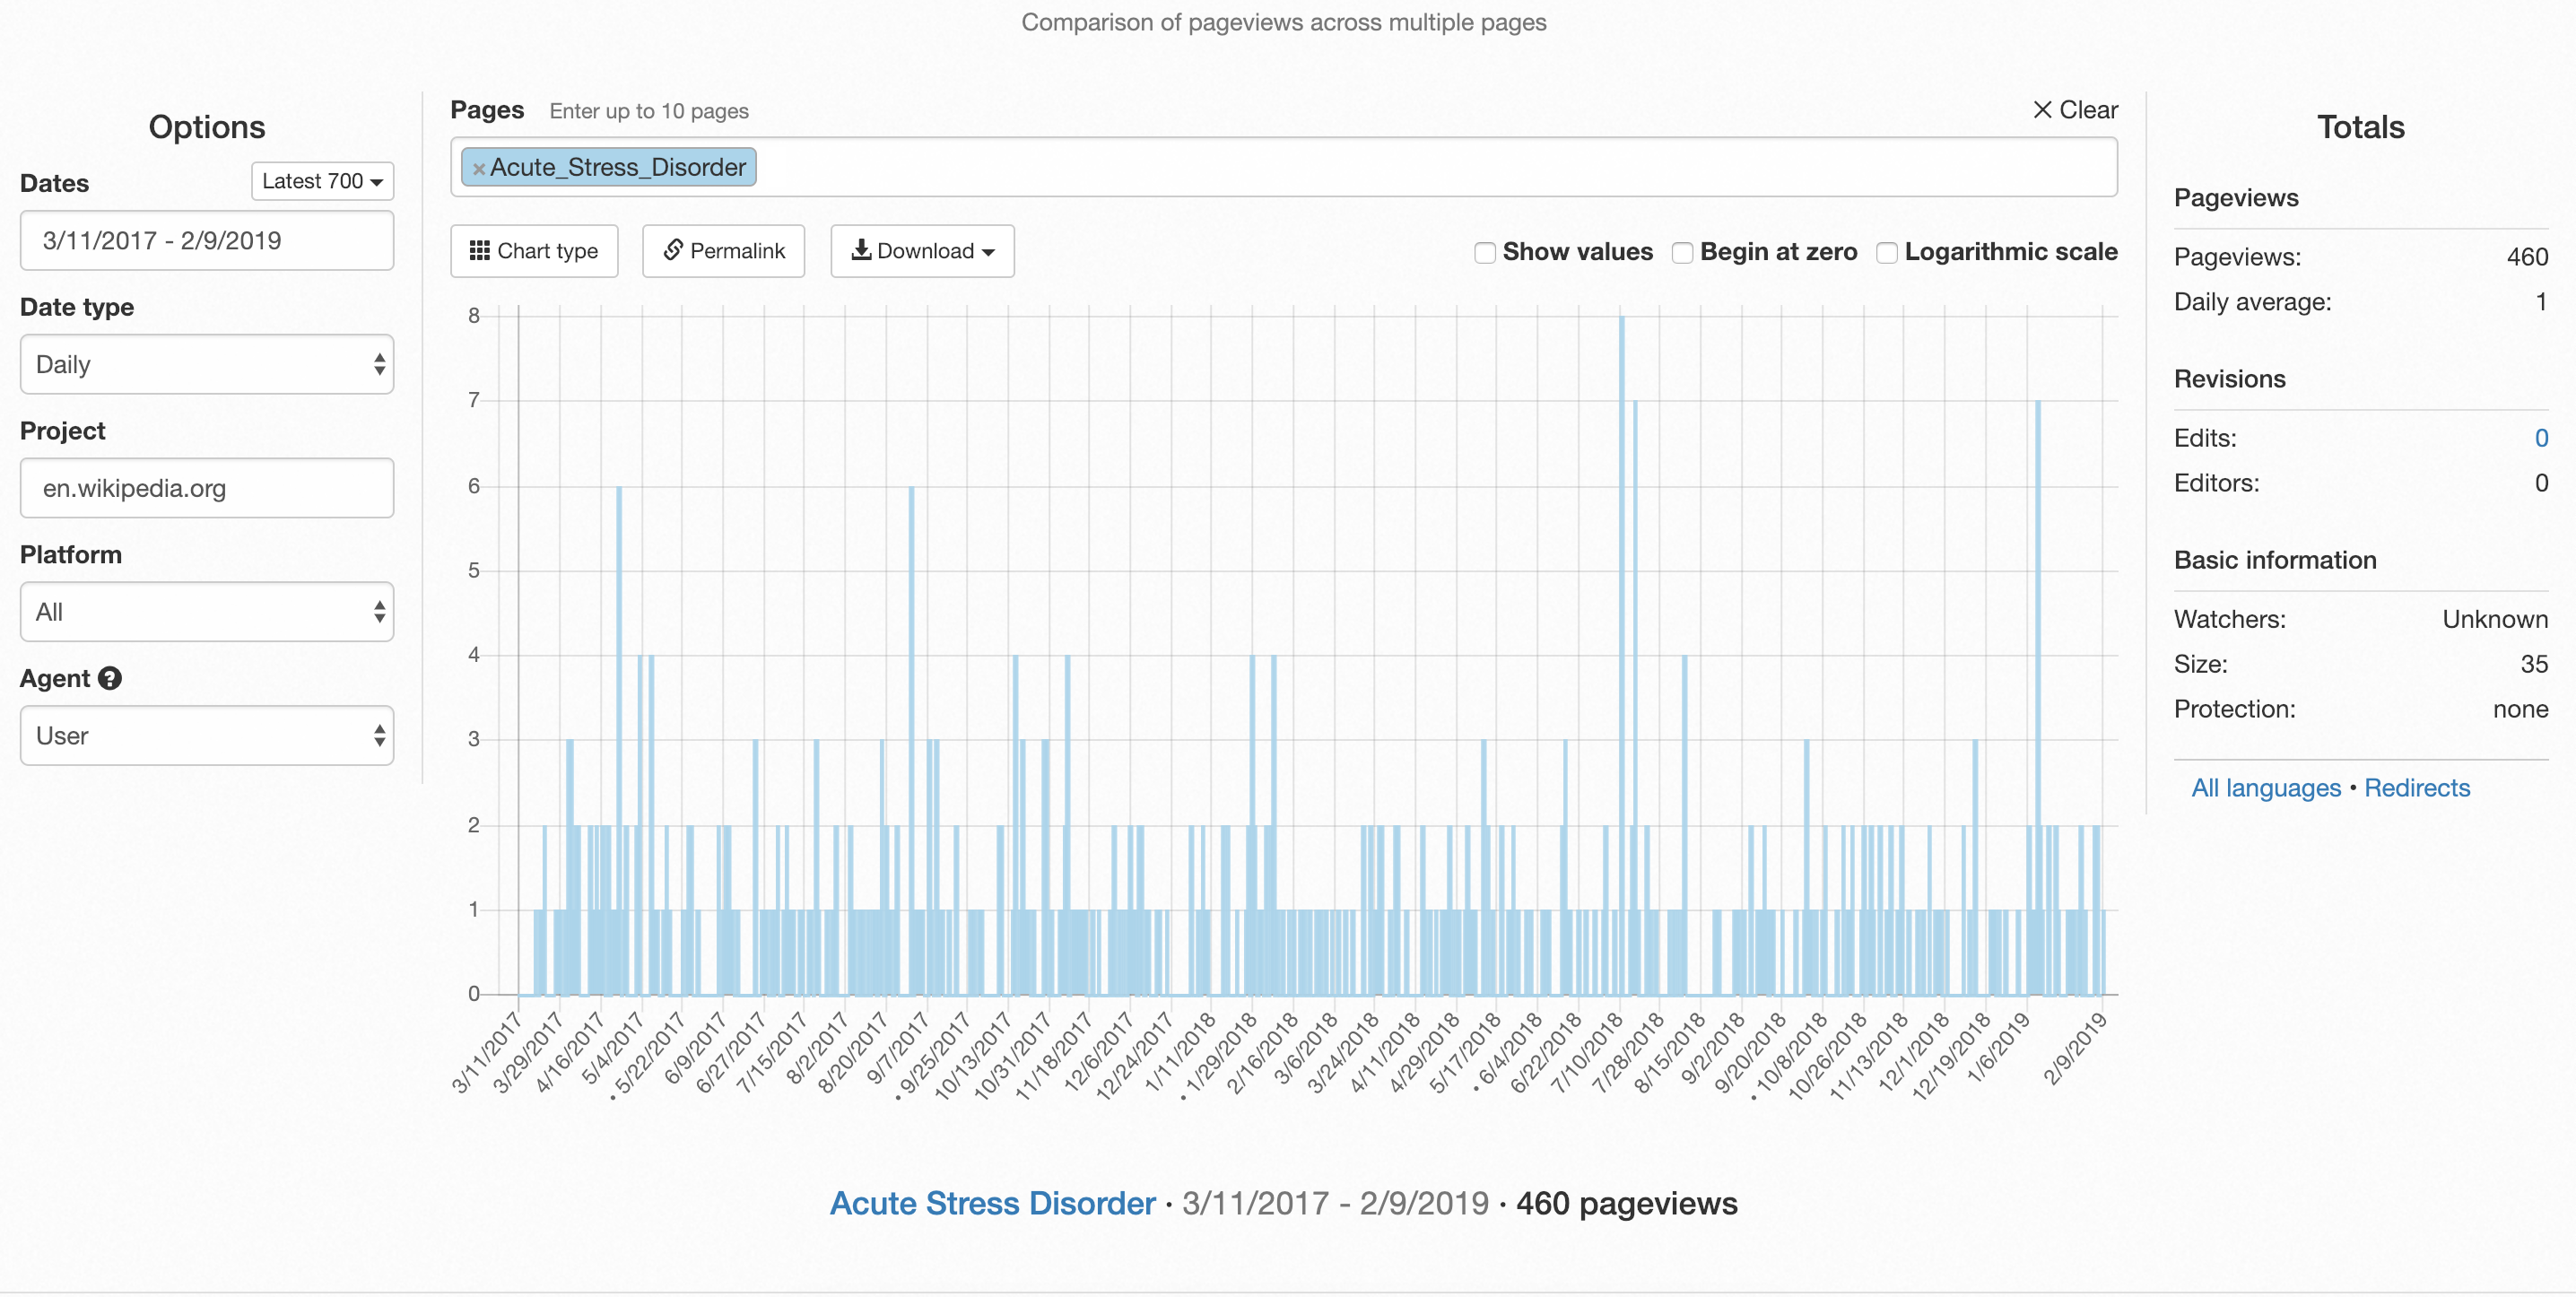 Comparison of pageviews across multiple pages
Options
Dates
Latest 700
3/11/2017 - 2/9/2019
Date type
Daily
Project
en.wikipedia.org
Platform
All
Agent ?
User
Pages Enter up to 10 pages
× Clear
× Acute_Stress_Disorder
Chart type
Permalink
Download
Show values
Begin at zero
Logarithmic scale
8
7
6
5
4
3
2
1
0
3/11/2017
3/29/2017
4/16/2017
5/4/2017
• 5/22/2017
6/9/2017
6/27/2017
7/15/2017
8/2/2017
8/20/2017
9/7/2017
• 9/25/2017
10/13/2017
10/31/2017
11/18/2017
12/6/2017
12/24/2017
1/11/2018
• 1/29/2018
2/16/2018
3/6/2018
3/24/2018
4/11/2018
4/29/2018
5/17/2018
• 6/4/2018
6/22/2018
7/10/2018
7/28/2018
8/15/2018
9/2/2018
9/20/2018
• 10/8/2018
10/26/2018
11/13/2018
12/1/2018
12/19/2018
1/6/2019
2/9/2019
Acute Stress Disorder · 3/11/2017 - 2/9/2019 · 460 pageviews
Totals
Pageviews
Pageviews: 460
Daily average: 1
Revisions
Edits: 0
Editors: 0
Basic information
Watchers: Unknown
Size: 35
Protection: none
All languages • Redirects